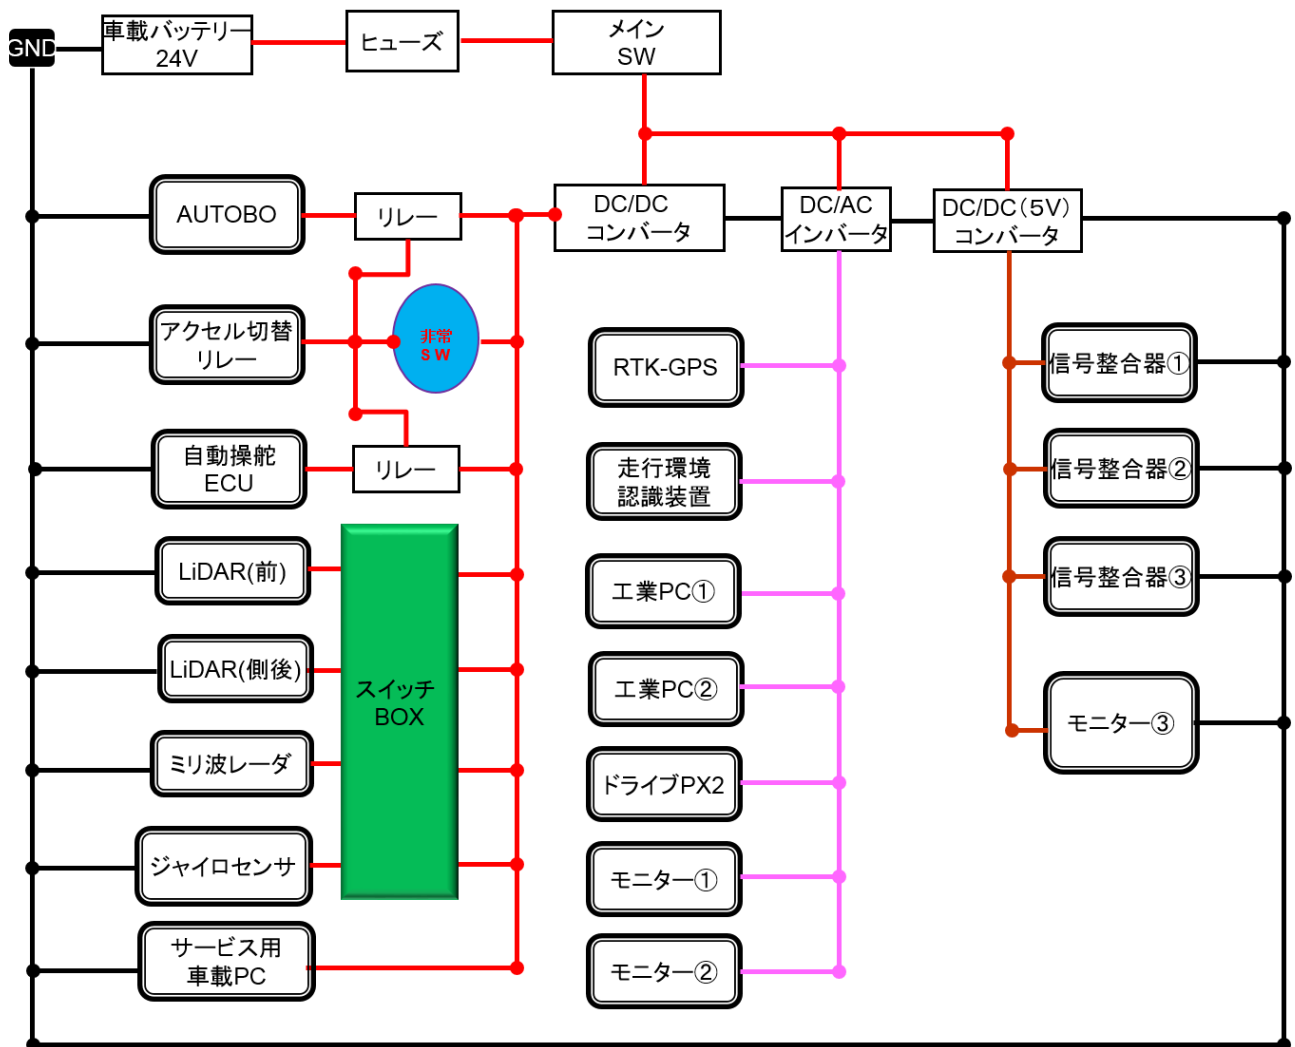 GND
車載バッテリー
24V
ヒューズ
メイン
SW
AUTOBO
リレー
DC/DC
コンバータ
DC/AC
インバータ
DC/DC(5V)
コンバータ
アクセル切替
リレー
非常
SW
RTK-GPS
信号整合器①
自動操舵
ECU
リレー
走行環境
認識装置
信号整合器②
LiDAR(前)
工業PC①
信号整合器③
LiDAR(側後)
スイッチ
BOX
工業PC②
モニター③
ミリ波レーダ
ドライブPX2
ジャイロセンサ
モニター①
サービス用
車載PC
モニター②